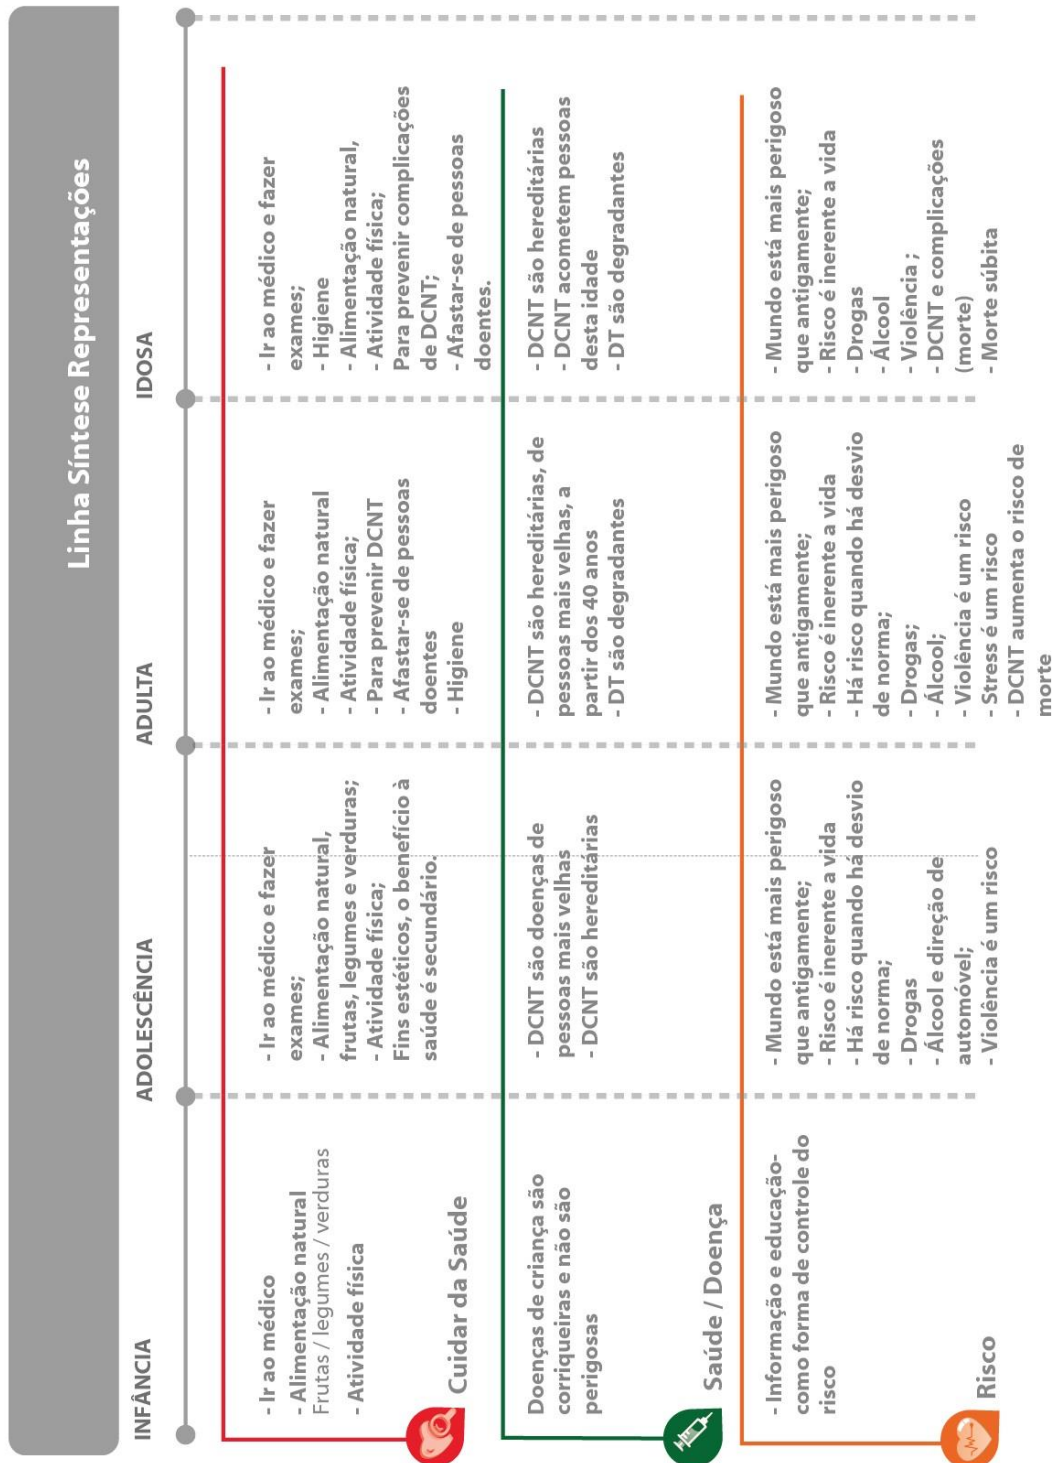 Linha Síntese Representações
INFÂNCIA
ADOLESCÊNCIA
ADULTA
IDOSA
- Ir ao médico
- Alimentação natural
Frutas / legumes / verduras
- Atividade física
- Ir ao médico e fazer
exames;
- Alimentação natural,
frutas, legumes e verduras;
- Atividade física;
Fins estéticos, o benefício à
saúde é secundário.
- Ir ao médico e fazer
exames;
- Alimentação natural
- Atividade física;
- Para prevenir DCNT
- Afastar-se de pessoas
doentes
- Higiene
- Ir ao médico e fazer
exames;
- Higiene
- Alimentação natural,
- Atividade física;
Para prevenir complicações
de DCNT;
- Afastar-se de pessoas
doentes.
Cuidar da Saúde
Doenças de criança são
corriqueiras e não são
perigosas
- DCNT são doenças de
pessoas mais velhas
- DCNT são hereditárias
- DCNT são hereditárias, de
pessoas mais velhas, a
partir dos 40 anos
- DT são degradantes
- DCNT são hereditárias
- DCNT acometem pessoas
desta idade
- DT são degradantes
Saúde / Doença
- Informação e educação-
como forma de controle do
risco
- Mundo está mais perigoso
que antigamente;
- Risco é inerente a vida
- Há risco quando há desvio
de norma;
- Drogas
- Álcool e direção de
automóvel;
- Violência é um risco
- Mundo está mais perigoso
que antigamente;
- Risco é inerente a vida
- Há risco quando há desvio
de norma;
- Drogas;
- Álcool;
- Violência é um risco
- Stress é um risco
- DCNT aumenta o risco de
morte
- Mundo está mais perigoso
que antigamente;
- Risco é inerente a vida
- Drogas
- Álcool
- Violência ;
- DCNT e complicações
(morte)
- Morte súbita
Risco